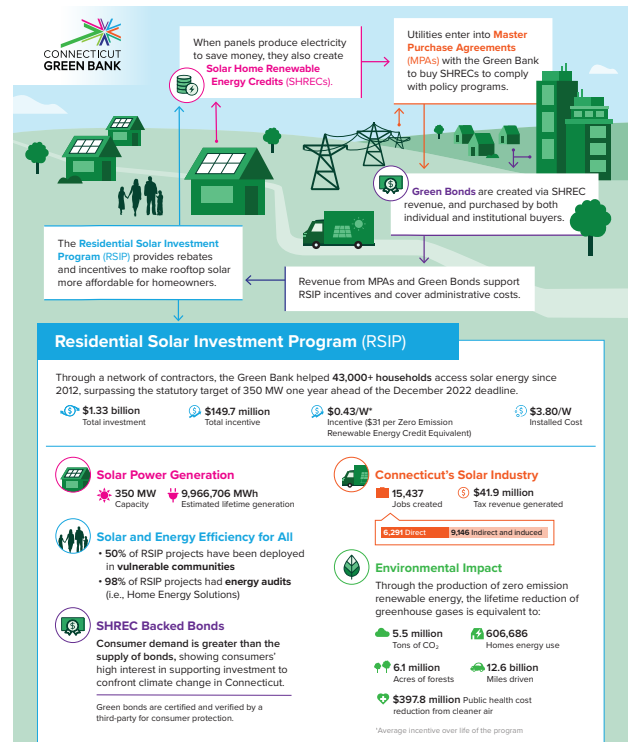 CONNECTICUT
GREEN BANK
When panels produce electricity
to save money, they also create
Solar Home Renewable
Energy Credits (SHRECs).
Utilities enter into Master
Purchase Agreements
(MPAs) with the Green Bank
to buy SHRECs to comply
with policy programs.
Green Bonds are created via SHREC
revenue, and purchased by both
individual and institutional buyers.
The Residential Solar Investment
Program (RSIP) provides rebates
and incentives to make rooftop solar
more affordable for homeowners.
Revenue from MPAs and Green Bonds support
RSIP incentives and cover administrative costs.
Residential Solar Investment Program (RSIP)
Through a network of contractors, the Green Bank helped 43,000+ households access solar energy since
2012, surpassing the statutory target of 350 MW one year ahead of the December 2022 deadline.
$1.33 billion
Total investment
$149.7 million
Total incentive
$0.43/W*
Incentive ($31 per Zero Emission
Renewable Energy Credit Equivalent)
$3.80/W
Installed Cost
Solar Power Generation
350 MW
Capacity
9,966,706 MWh
Estimated lifetime generation
Solar and Energy Efficiency for All
• 50% of RSIP projects have been deployed
in vulnerable communities
• 98% of RSIP projects had energy audits
(i.e., Home Energy Solutions)
SHREC Backed Bonds
Consumer demand is greater than the
supply of bonds, showing consumers'
high interest in supporting investment to
confront climate change in Connecticut.
Green bonds are certified and verified by a
third-party for consumer protection.
Connecticut's Solar Industry
15,437
Jobs created
$41.9 million
Tax revenue generated
6,291 Direct
9,146 Indirect and induced
Environmental Impact
Through the production of zero emission
renewable energy, the lifetime reduction of
greenhouse gases is equivalent to:
5.5 million
Tons of CO₂
606,686
Homes energy use
6.1 million
Acres of forests
12.6 billion
Miles driven
$397.8 million Public health cost
reduction from cleaner air
*Average incentive over life of the program